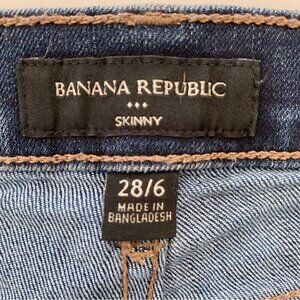 BANANA REPUBLIC
SKINNY
28/6
MADE IN
BANGLADESH